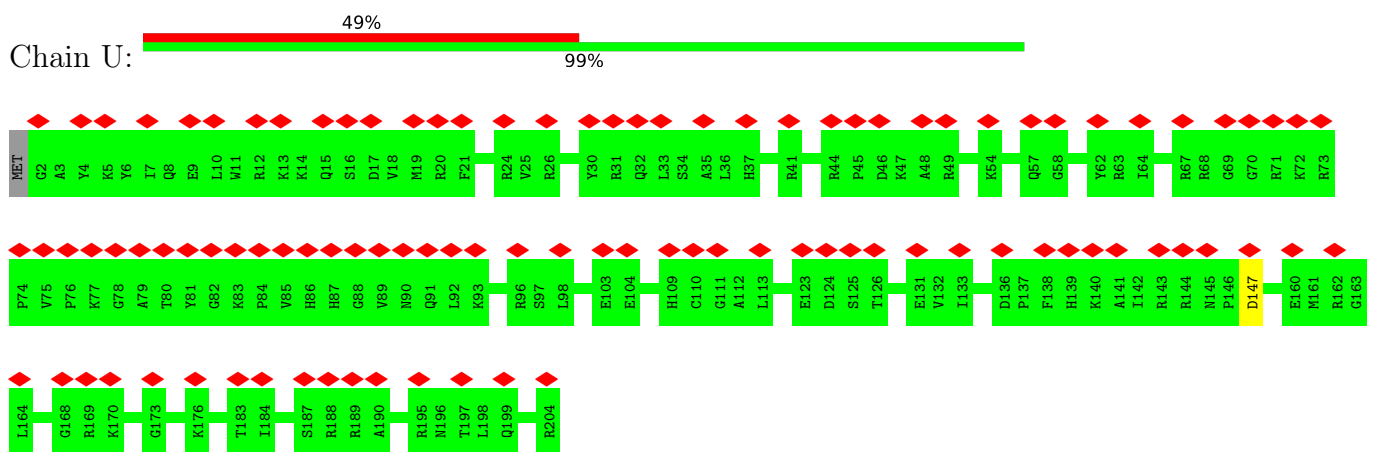 49%
Chain U:
99%
MET G2 A3 Y4 K5 Y6 I7 Q8 E9 L10 W11 R12 K13 K14 Q15 S16 D17 V18 M19 R20 F21 R24 V25 R26 Y30 R31 Q32 L33 S34 A35 L36 H37 R41 R44 P45 D46 K47 A48 R49 K54 Q57 G58 Y62 R63 I64 R67 R68 G69 G70 R71 K72 R73
P74 V75 P76 K77 G78 A79 T80 Y81 G82 K83 P84 V85 H86 H87 G88 V89 N90 Q91 L92 K93 R96 S97 L98 E103 E104 H109 C110 G111 A112 L113 E123 D124 S125 T126 E131 V132 I133 D136 P137 F138 H139 K140 A141 I142 R143 R144 N145 P146 D147 E160 M161 R162 G163
L164 G168 R169 K170 G173 K176 T183 I184 S187 R188 R189 A190 R195 N196 T197 L198 Q199 R204